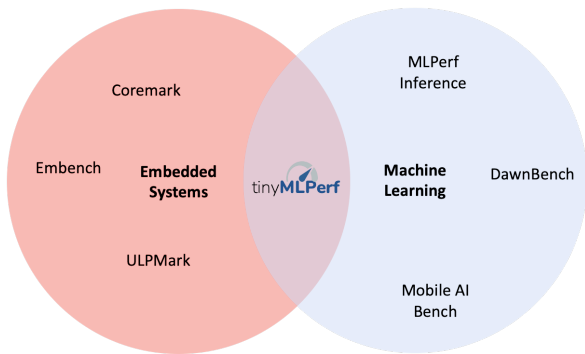 Coremark
Embench
Embedded
Systems
ULPMark
tinyMLPerf
MLPerf
Inference
Machine
Learning
DawnBench
Mobile AI
Bench